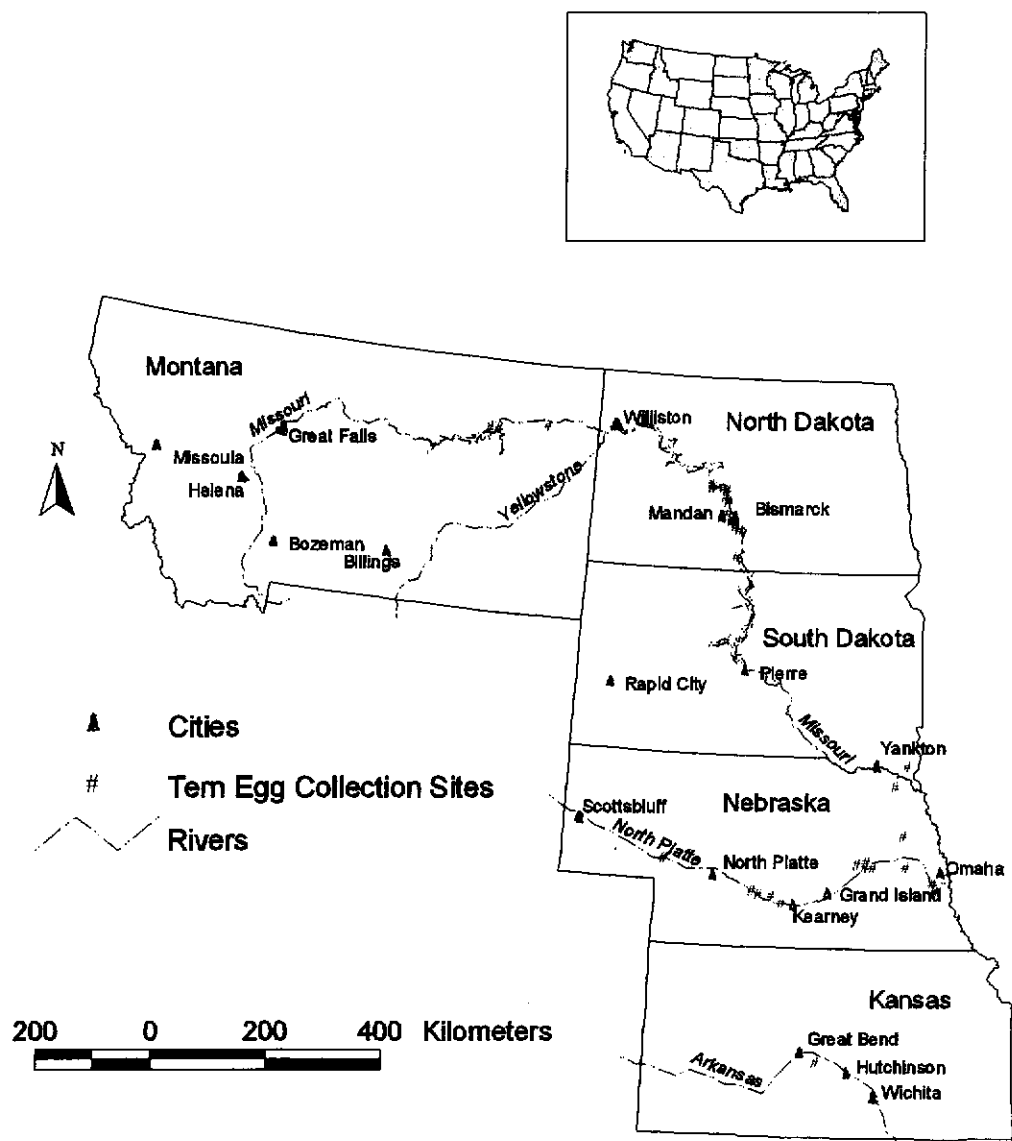 Montana
Missouri
Great Falls
Williston
North Dakota
N
Missoula
Helena
Yellowstone
Mandan
Bismarck
Bozeman
Billings
South Dakota
Rapid City
Pierre
Cities
Missouri
Yankton
# Tern Egg Collection Sites
Nebraska
Scottsbluff
Rivers
North Platte
North Platte
Omaha
Grand Island
Kearney
Kansas
200 0 200 400 Kilometers
Great Bend
Arkansas
Hutchinson
Wichita